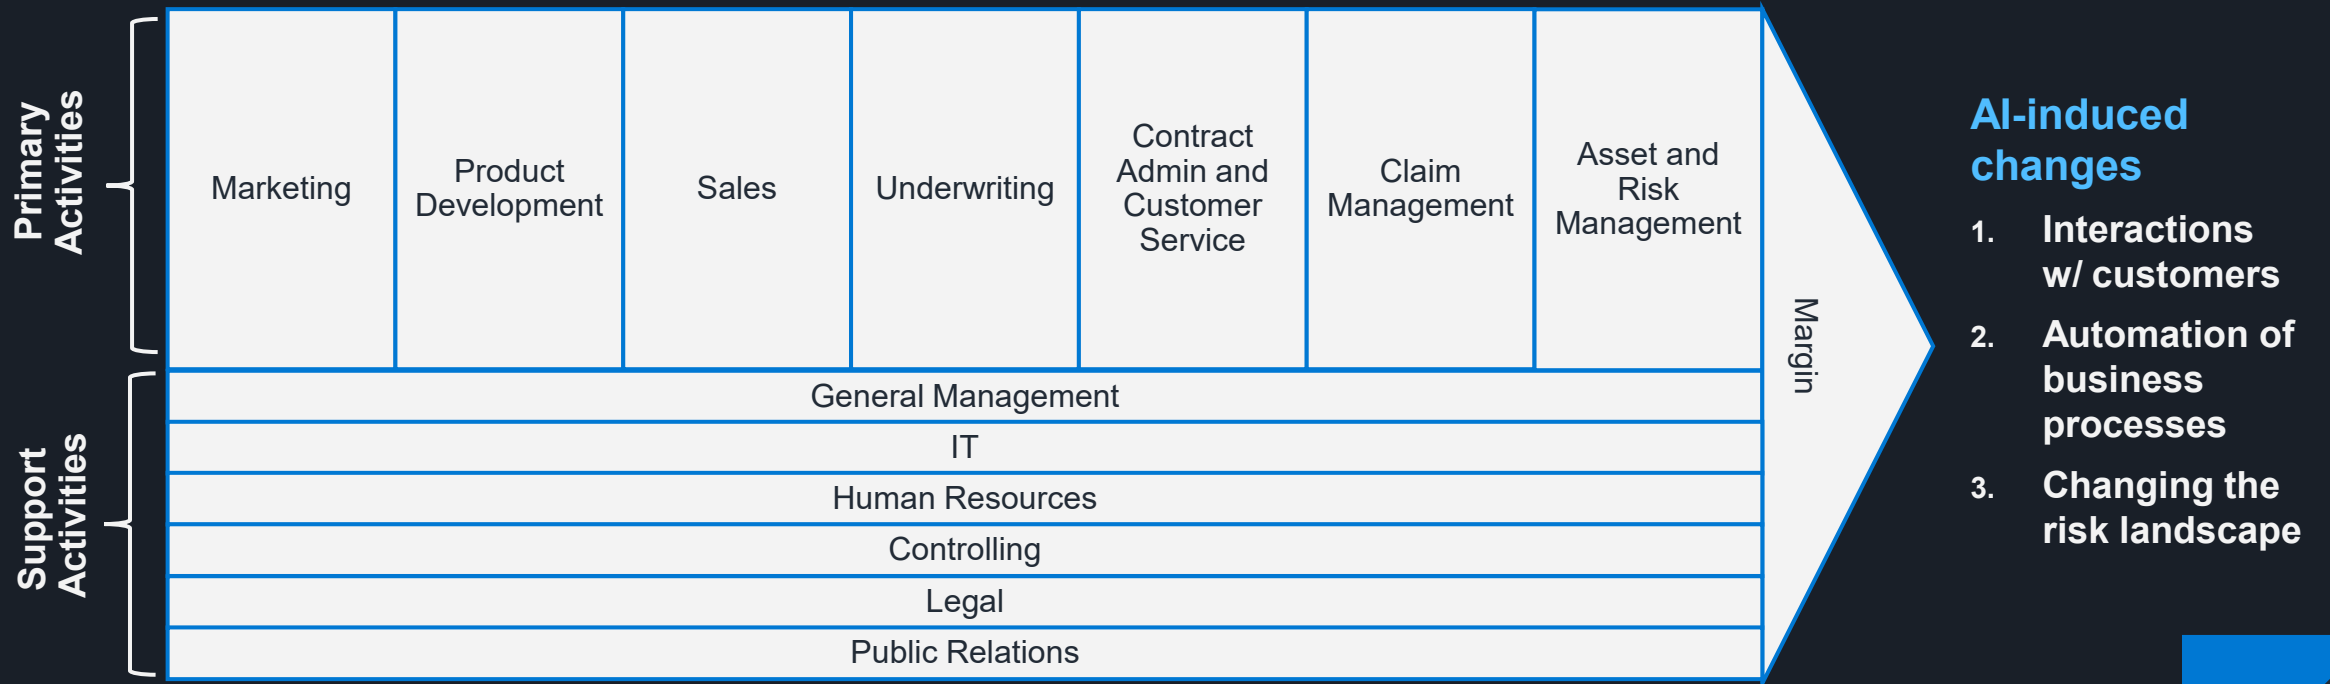 Primary
Activities
Marketing
Product
Development
Sales
Underwriting
Contract
Admin and
Customer
Service
Claim
Management
Asset and
Risk
Management
Support
Activities
General Management
IT
Human Resources
Controlling
Legal
Public Relations
Margin
AI-induced
changes
1. Interactions
w/ customers
2. Automation of
business
processes
3. Changing the
risk landscape